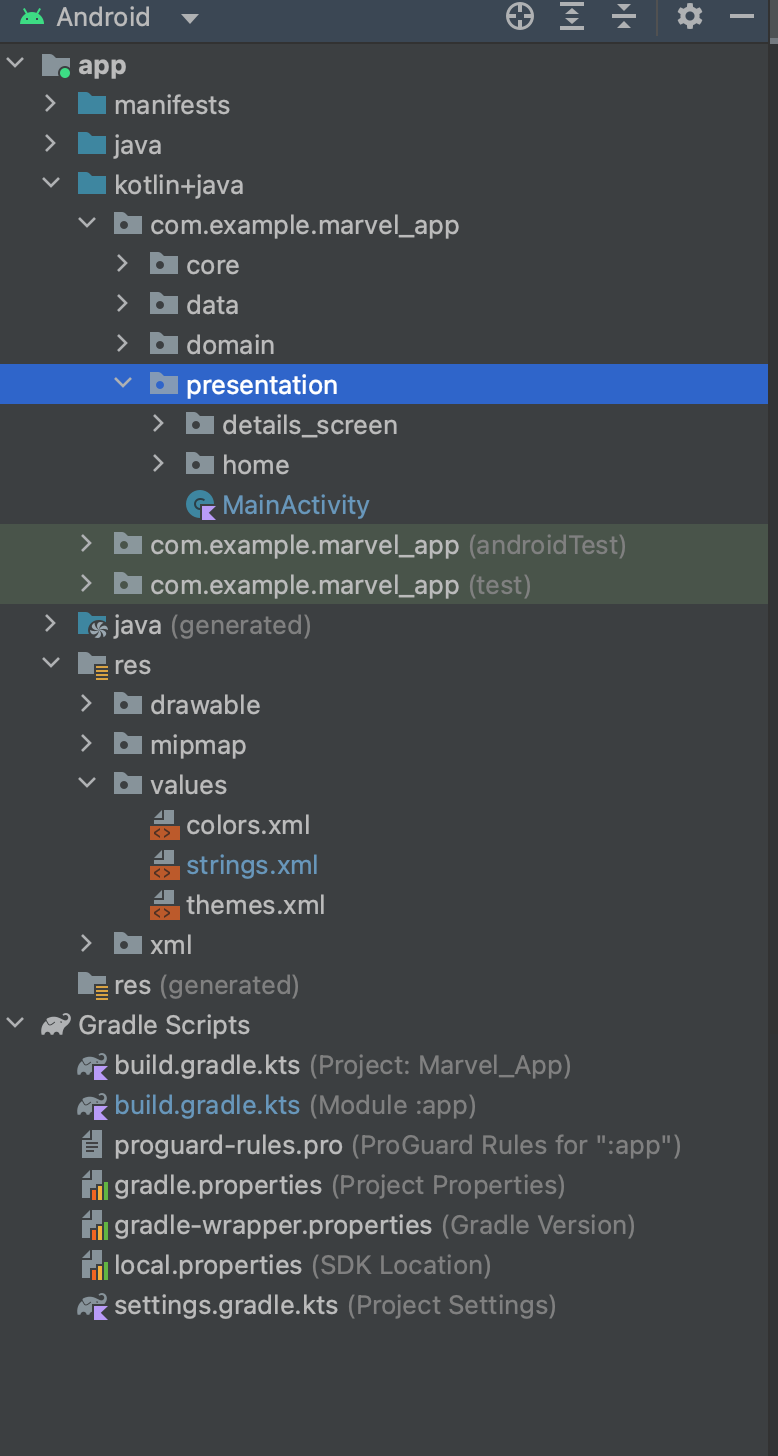 Android
app
manifests
java
kotlin+java
com.example.marvel_app
core
data
domain
presentation
details_screen
home
MainActivity
com.example.marvel_app (androidTest)
com.example.marvel_app (test)
java (generated)
res
drawable
mipmap
values
colors.xml
strings.xml
themes.xml
xml
res (generated)
Gradle Scripts
build.gradle.kts (Project: Marvel_App)
build.gradle.kts (Module :app)
proguard-rules.pro (ProGuard Rules for ":app")
gradle.properties (Project Properties)
gradle-wrapper.properties (Gradle Version)
local.properties (SDK Location)
settings.gradle.kts (Project Settings)